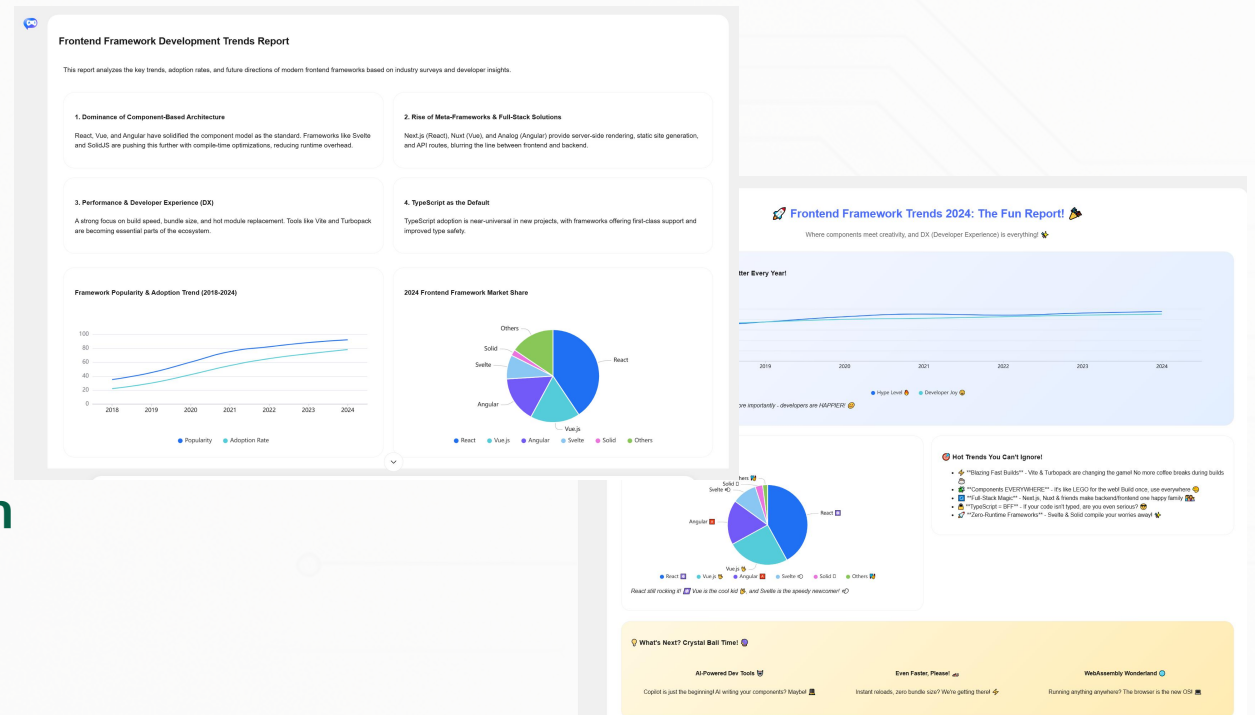 Frontend Framework Development Trends Report
This report analyzes the key trends, adoption rates, and future directions of modern frontend frameworks based on industry surveys and developer insights.
1. Dominance of Component-Based Architecture
React, Vue, and Angular have solidified the component model as the standard. Frameworks like Svelte
and SolidJS are pushing this further with compile-time optimizations, reducing runtime overhead.
2. Rise of Meta-Frameworks & Full-Stack Solutions
Next.js (React), Nuxt (Vue), and Analog (Angular) provide server-side rendering, static site generation,
and API routes, blurring the line between frontend and backend.
3. Performance & Developer Experience (DX)
A strong focus on build speed, bundle size, and hot module replacement. Tools like Vite and Turbopack
are becoming essential parts of the ecosystem.
4. TypeScript as the Default
TypeScript adoption is near-universal in new projects, with frameworks offering first-class support and
improved type safety.
Framework Popularity & Adoption Trend (2018-2024)
100
80
60
40
20
0
2018 2019 2020 2021 2022 2023 2024
Popularity Adoption Rate
2024 Frontend Framework Market Share
Others
Solid
Svelte
Angular
React
Vue.js
React Vue.js Angular Svelte Solid Others
n
🚀 Frontend Framework Trends 2024: The Fun Report! 🎉
Where components meet creativity, and DX (Developer Experience) is everything! ✨
tter Every Year!
2019 2020 2021 2022 2023 2024
Hype Level 🔥 Developer Joy
ore importantly - developers are HAPPIER!
hers
Solid
Svelte
Angular
React
Vue.js
React Vue.js Angular Svelte Solid Others
React still rocking it! Vue is the cool kid, and Svelte is the speedy newcomer!
🎯 Hot Trends You Can't Ignore!
**Blazing Fast Builds** - Vite & Turbopack are changing the game! No more coffee breaks during builds
**Components EVERYWHERE** - It's like LEGO for the web! Build once, use everywhere
**Full-Stack Magic** - Next.js, Nuxt & friends make backend/frontend one happy family
**TypeScript = BFF** - If your code isn't typed, are you even serious? 😎
**Zero-Runtime Frameworks** - Svelte & Solid compile your worries away!
💡 What's Next? Crystal Ball Time! 🔮
AI-Powered Dev Tools
Copilot is just the beginning! AI writing your components? Maybe!
Even Faster, Please!
Instant reloads, zero bundle size? We're getting there!
WebAssembly Wonderland
Running anything anywhere? The browser is the new OS! 💻